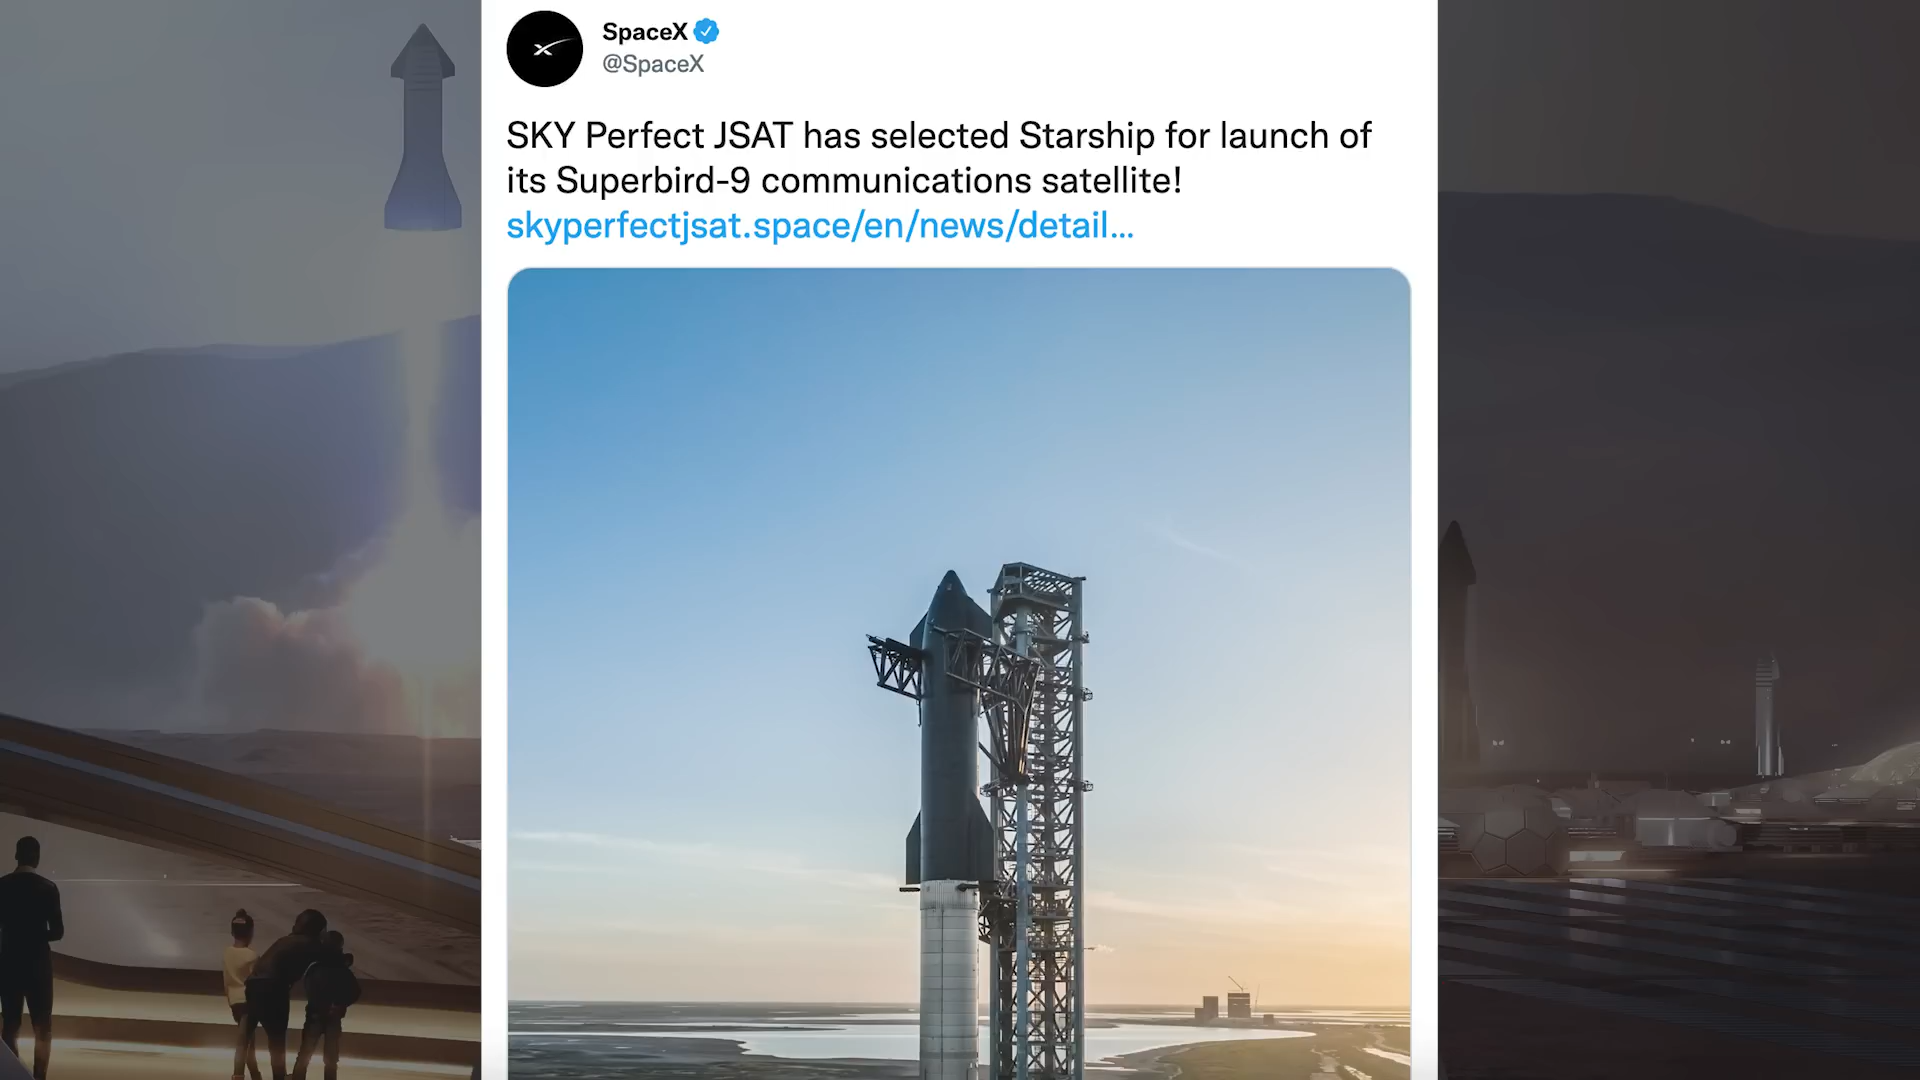 SpaceX
@SpaceX
SKY Perfect JSAT has selected Starship for launch of
its Superbird-9 communications satellite!
skyperfectjsat.space/en/news/detail...